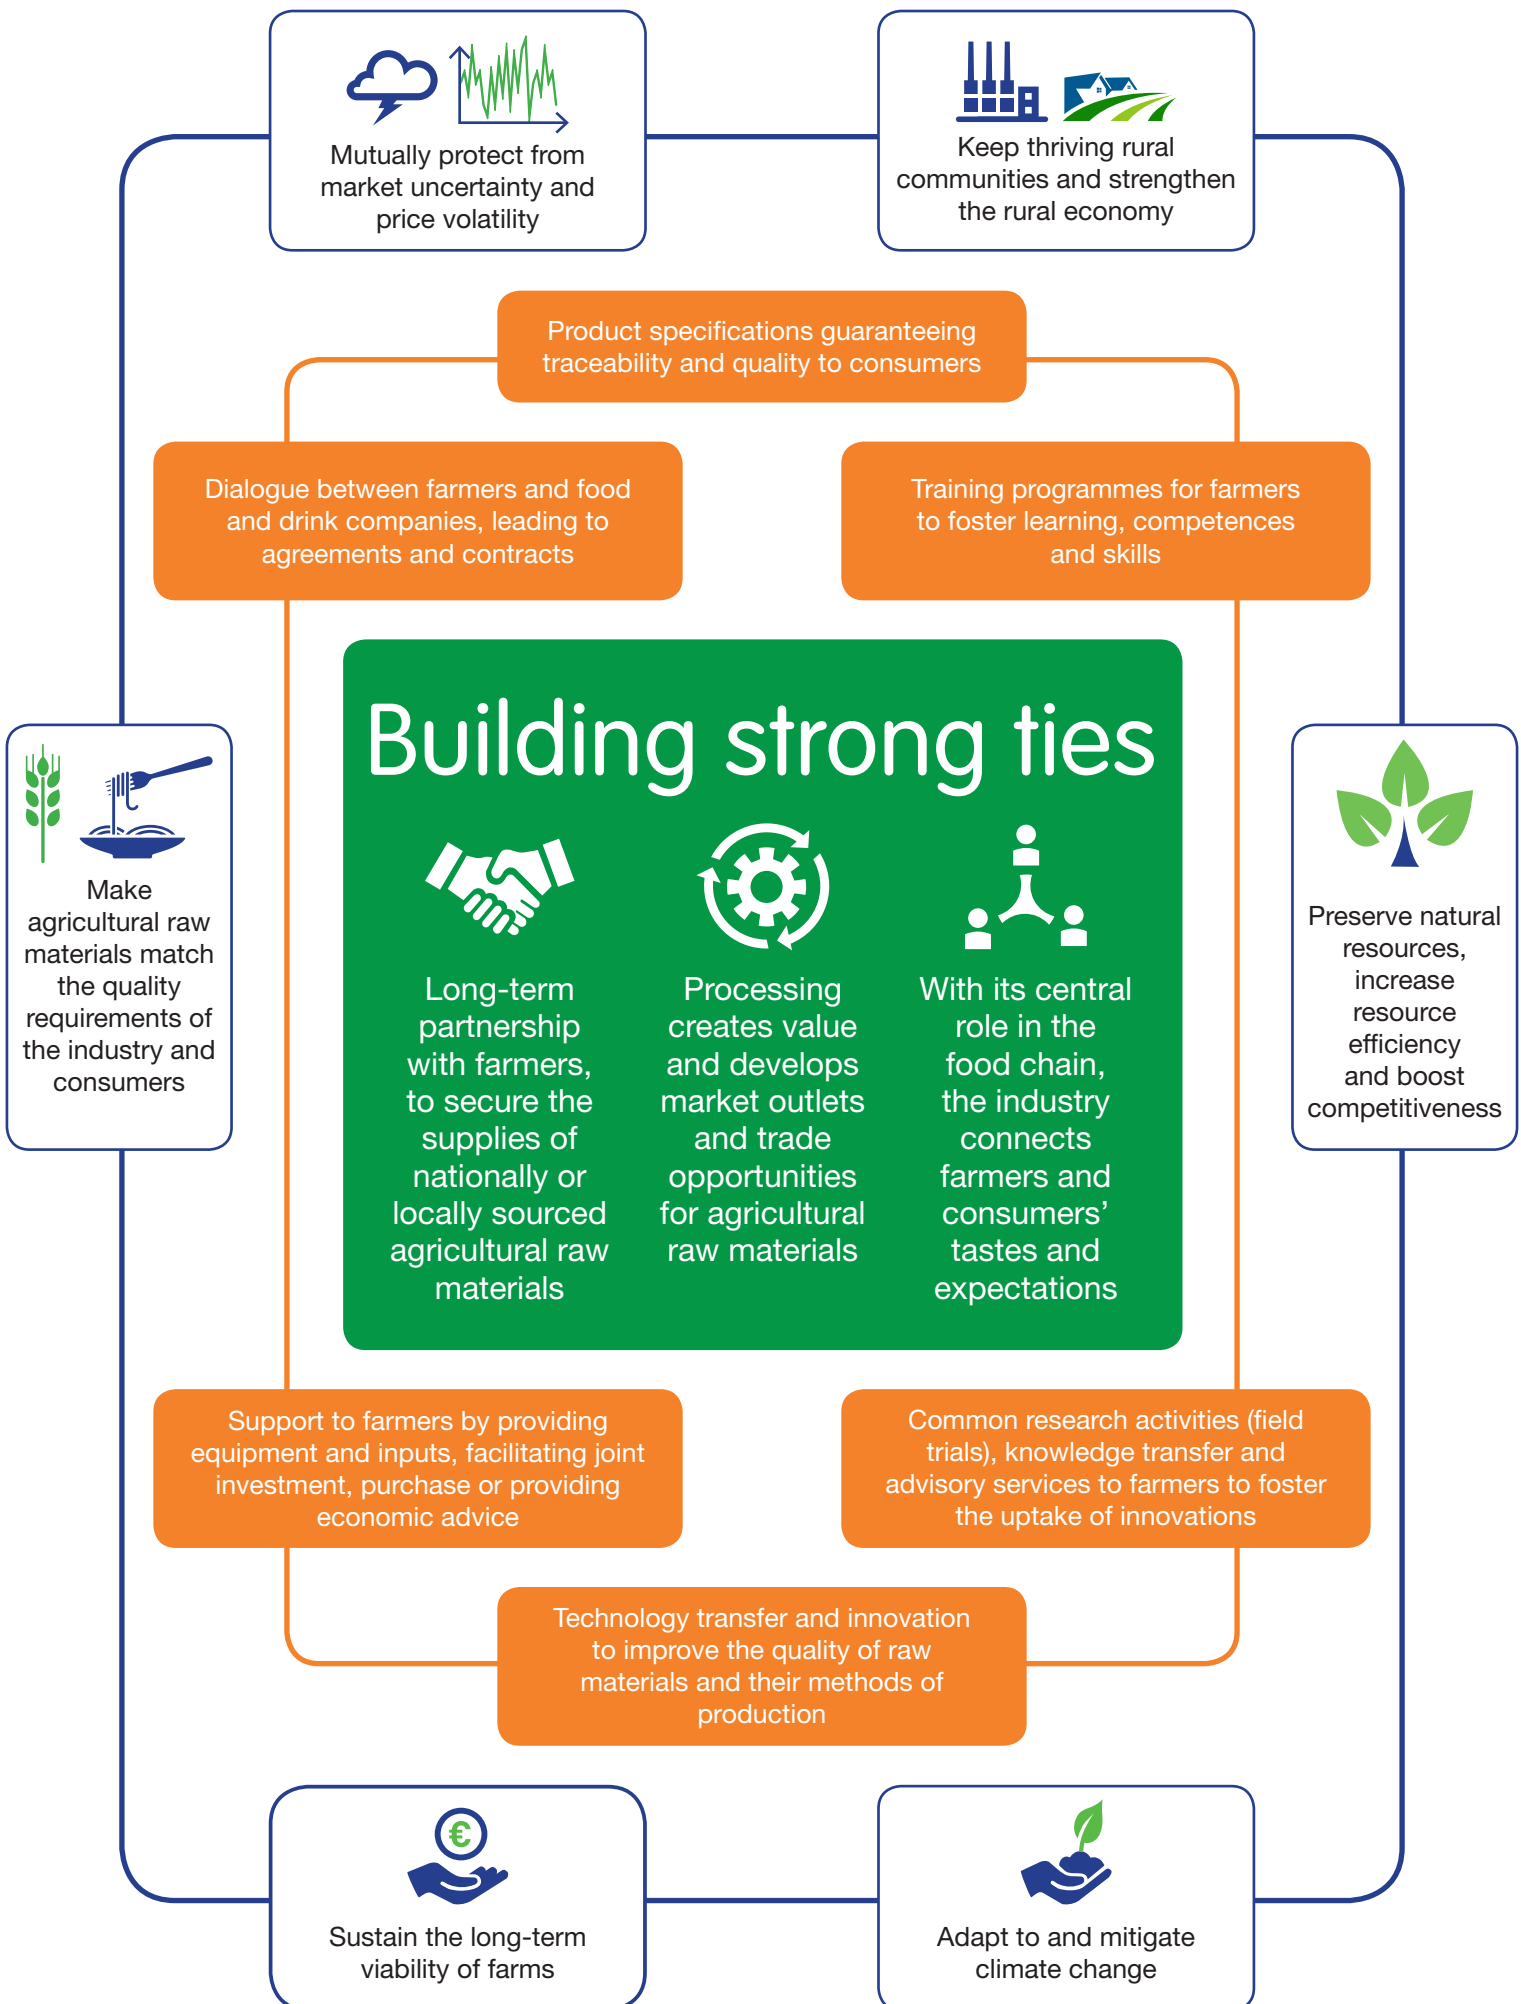 Mutually protect from
market uncertainty and
price volatility
Keep thriving rural
communities and strengthen
the rural economy
Product specifications guaranteeing
traceability and quality to consumers
Dialogue between farmers and food
and drink companies, leading to
agreements and contracts
Training programmes for farmers
to foster learning, competences
and skills
Make
agricultural raw
materials match
the quality
requirements of
the industry and
consumers
Building strong ties
Long-term
partnership
with farmers,
to secure the
supplies of
nationally or
locally sourced
agricultural raw
materials
Processing
creates value
and develops
market outlets
and trade
opportunities
for agricultural
raw materials
With its central
role in the
food chain,
the industry
connects
farmers and
consumers’
tastes and
expectations
Preserve natural
resources,
increase
resource
efficiency
and boost
competitiveness
Support to farmers by providing
equipment and inputs, facilitating joint
investment, purchase or providing
economic advice
Common research activities (field
trials), knowledge transfer and
advisory services to farmers to foster
the uptake of innovations
Technology transfer and innovation
to improve the quality of raw
materials and their methods of
production
€
Sustain the long-term
viability of farms
Adapt to and mitigate
climate change